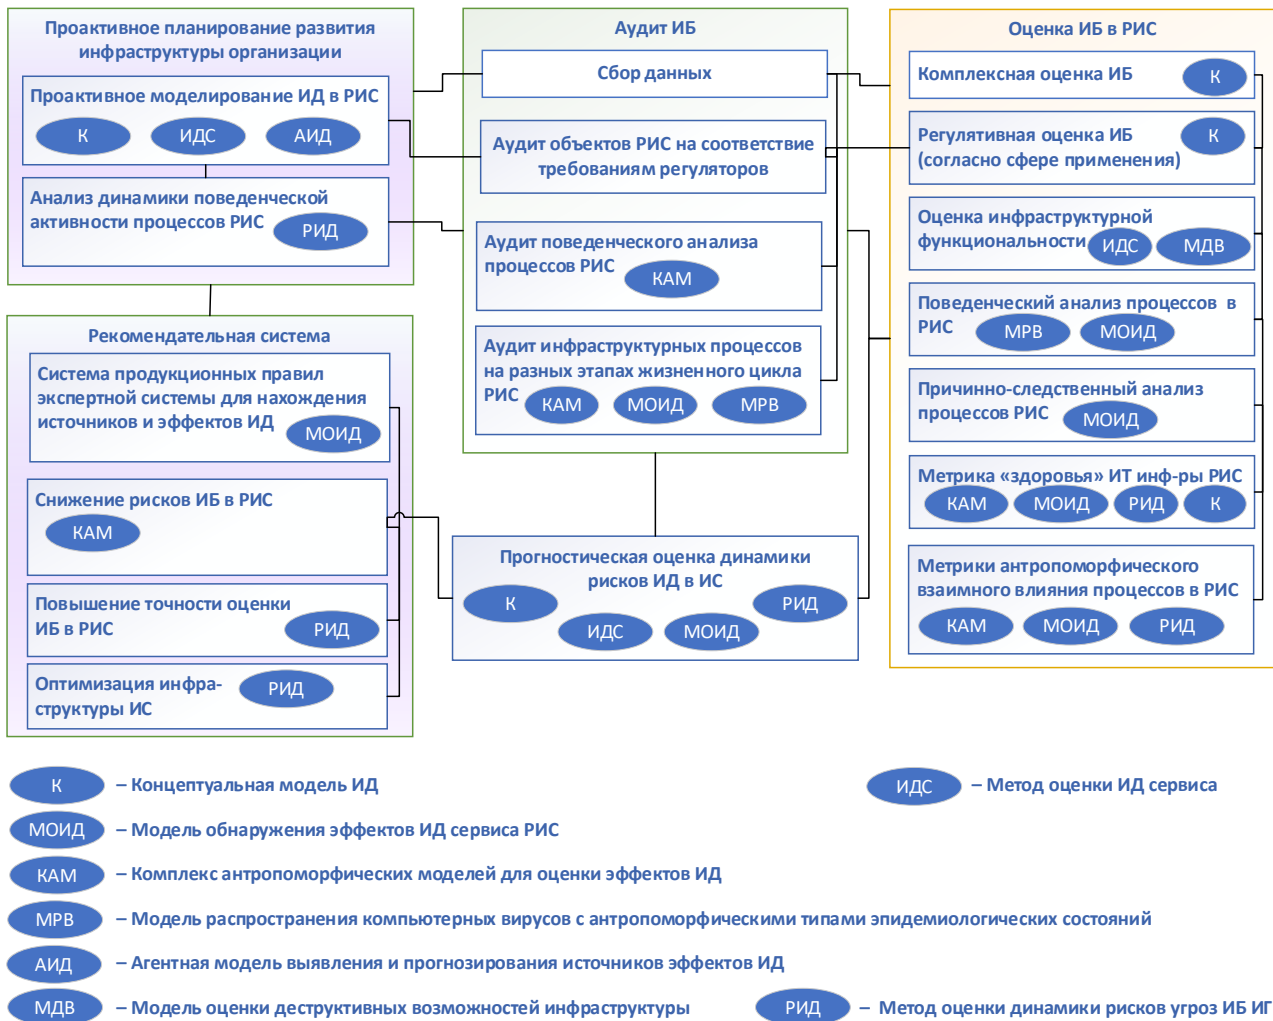 Проактивное планирование развития
инфраструктуры организации
Проактивное моделирование ИД в РИС
К
ИДС
АИД
Анализ динамики поведенческой
активности процессов РИС
РИД
Рекомендательная система
Система продукционных правил
экспертной системы для нахождения
источников и эффектов ИД
МОИД
Снижение рисков ИБ в РИС
КАМ
Повышение точности оценки
ИБ в РИС
РИД
Оптимизация инфра-
структуры ИС
РИД
Аудит ИБ
Сбор данных
Аудит объектов РИС на соответствие
требованиям регуляторов
Аудит поведенческого анализа
процессов РИС
КАМ
Аудит инфраструктурных процессов
на разных этапах жизненного цикла
РИС
КАМ
МОИД
МРВ
Прогностическая оценка динамики
рисков ИД в ИС
К
ИДС
МОИД
РИД
Оценка ИБ в РИС
Комплексная оценка ИБ
К
Регулятивная оценка ИБ
(согласно сфере применения)
К
Оценка инфраструктурной
функциональности
ИДС
МДВ
Поведенческий анализ процессов в
РИС
МРВ
МОИД
Причинно-следственный анализ
процессов РИС
МОИД
Метрика «здоровья» ИТ инф-ры РИС
КАМ
МОИД
РИД
К
Метрики антропоморфического
взаимного влияния процессов в РИС
КАМ
МОИД
РИД
К – Концептуальная модель ИД
ИДС – Метод оценки ИД сервиса
МОИД – Модель обнаружения эффектов ИД сервиса РИС
КАМ – Комплекс антропоморфических моделей для оценки эффектов ИД
МРВ – Модель распространения компьютерных вирусов с антропоморфическими типами эпидемиологических состояний
АИД – Агентная модель выявления и прогнозирования источников эффектов ИД
МДВ – Модель оценки деструктивных возможностей инфраструктуры
РИД – Метод оценки динамики рисков угроз ИБ ИГ